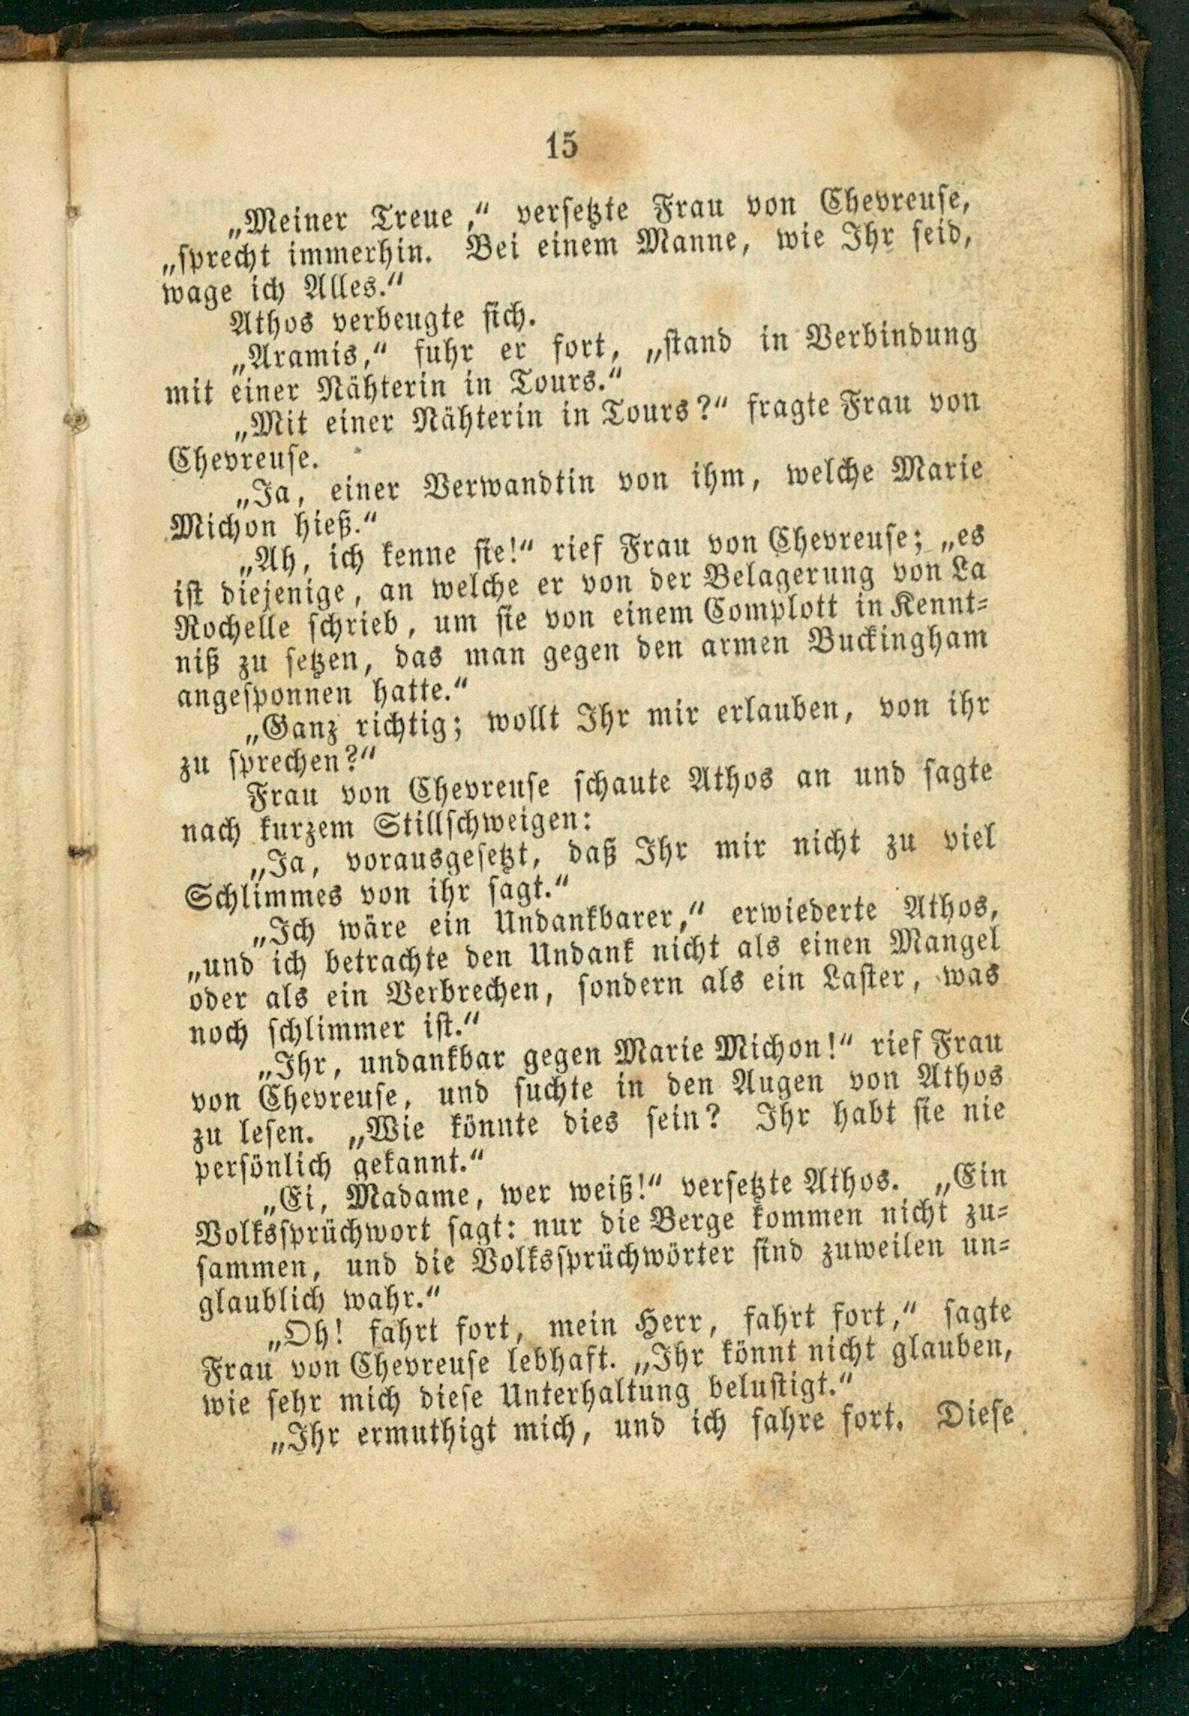 15
„Meiner Treue,“ versetzte Frau von Chevreuse,
„sprecht immerhin. Bei einem Manne, wie Ihr seid,
wage ich Alles.“
Athos verbeugte sich.
„Aramis,“ fuhr er fort, „stand in Verbindung
mit einer Nähterin in Tours.“
„Mit einer Nähterin in Tours?“ fragte Frau von
Chevreuse.
„Ja, einer Verwandtin von ihm, welche Marie
Michon hieß.“
„Ah, ich kenne sie!“ rief Frau von Chevreuse; „es
ist diejenige, an welche er von der Belagerung von La
Rochelle schrieb, um sie von einem Complott in Kennt-
niß zu setzen, das man gegen den armen Buckingham
angesponnen hatte.“
„Ganz richtig; wollt Ihr mir erlauben, von ihr
zu sprechen?“
Frau von Chevreuse schaute Athos an und sagte
nach kurzem Stillschweigen:
„Ja, vorausgesetzt, daß Ihr mir nicht zu viel
Schlimmes von ihr sagt.“
„Ich wäre ein Undankbarer,“ erwiederte Athos,
„und ich betrachte den Undank nicht als einen Mangel
oder als ein Verbrechen, sondern als ein Laster, was
noch schlimmer ist.“
„Ihr, undankbar gegen Marie Michon!“ rief Frau
von Chevreuse, und suchte in den Augen von Athos
zu lesen. „Wie könnte dies sein? Ihr habt sie nie
persönlich gekannt.“
„Ei, Madame, wer weiß!“ versetzte Athos. „Ein
Volkssprüchwort sagt: nur die Berge kommen nicht zu-
sammen, und die Volkssprüchwörter sind zuweilen un-
glaublich wahr.“
„Oh! fahrt fort, mein Herr, fahrt fort,“ sagte
Frau von Chevreuse lebhaft. „Ihr könnt nicht glauben,
wie sehr mich diese Unterhaltung belustigt.“
„Ihr ermuthigt mich, und ich fahre fort. Diese